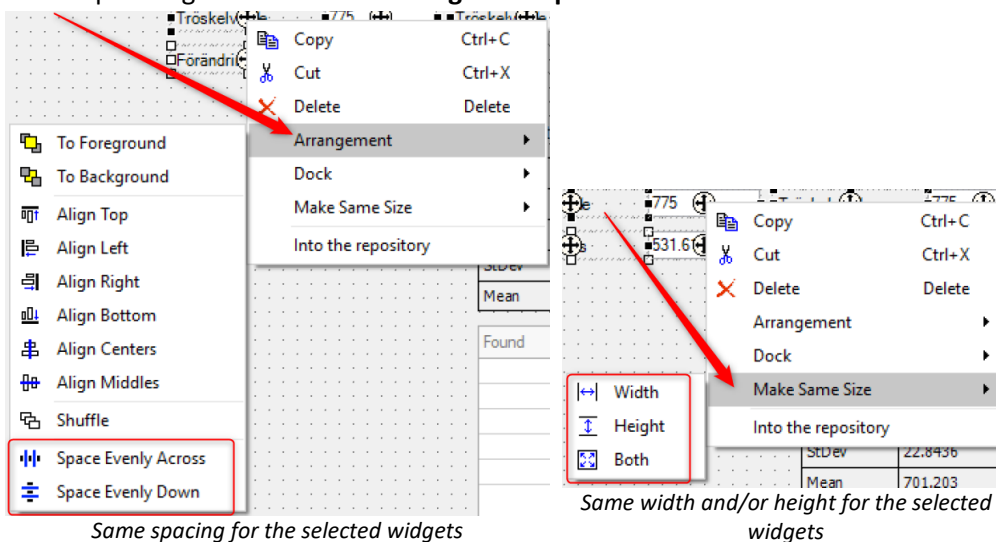 Tröskelv
775
Tröskelv
Förändri
Copy Ctrl+C
Cut Ctrl+X
Delete Delete
Arrangement
Dock
Make Same Size
Into the repository
To Foreground
To Background
Align Top
Align Left
Align Right
Align Bottom
Align Centers
Align Middles
Shuffle
Space Evenly Across
Space Evenly Down
StDev
Mean
Found
Same spacing for the selected widgets
775
775
531.6
Copy Ctrl+C
Cut Ctrl+X
Delete Delete
Arrangement
Dock
Make Same Size
Into the repository
Width
Height
Both
StDev 22.8436
Mean 701.203
Same width and/or height for the selected
widgets